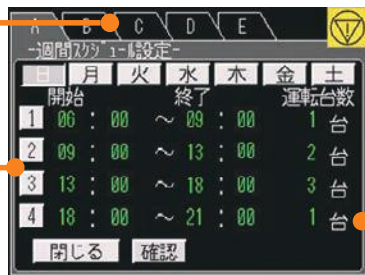 A B C D E
-週間ｽｹｼﾞｭｰﾙ設定-
日 月 火 水 木 金 土
開始 終了 運転台数
1 06 : 00 ～ 09 : 00 1 台
2 09 : 00 ～ 13 : 00 2 台
3 13 : 00 ～ 18 : 00 3 台
4 18 : 00 ～ 21 : 00 1 台
閉じる 確認